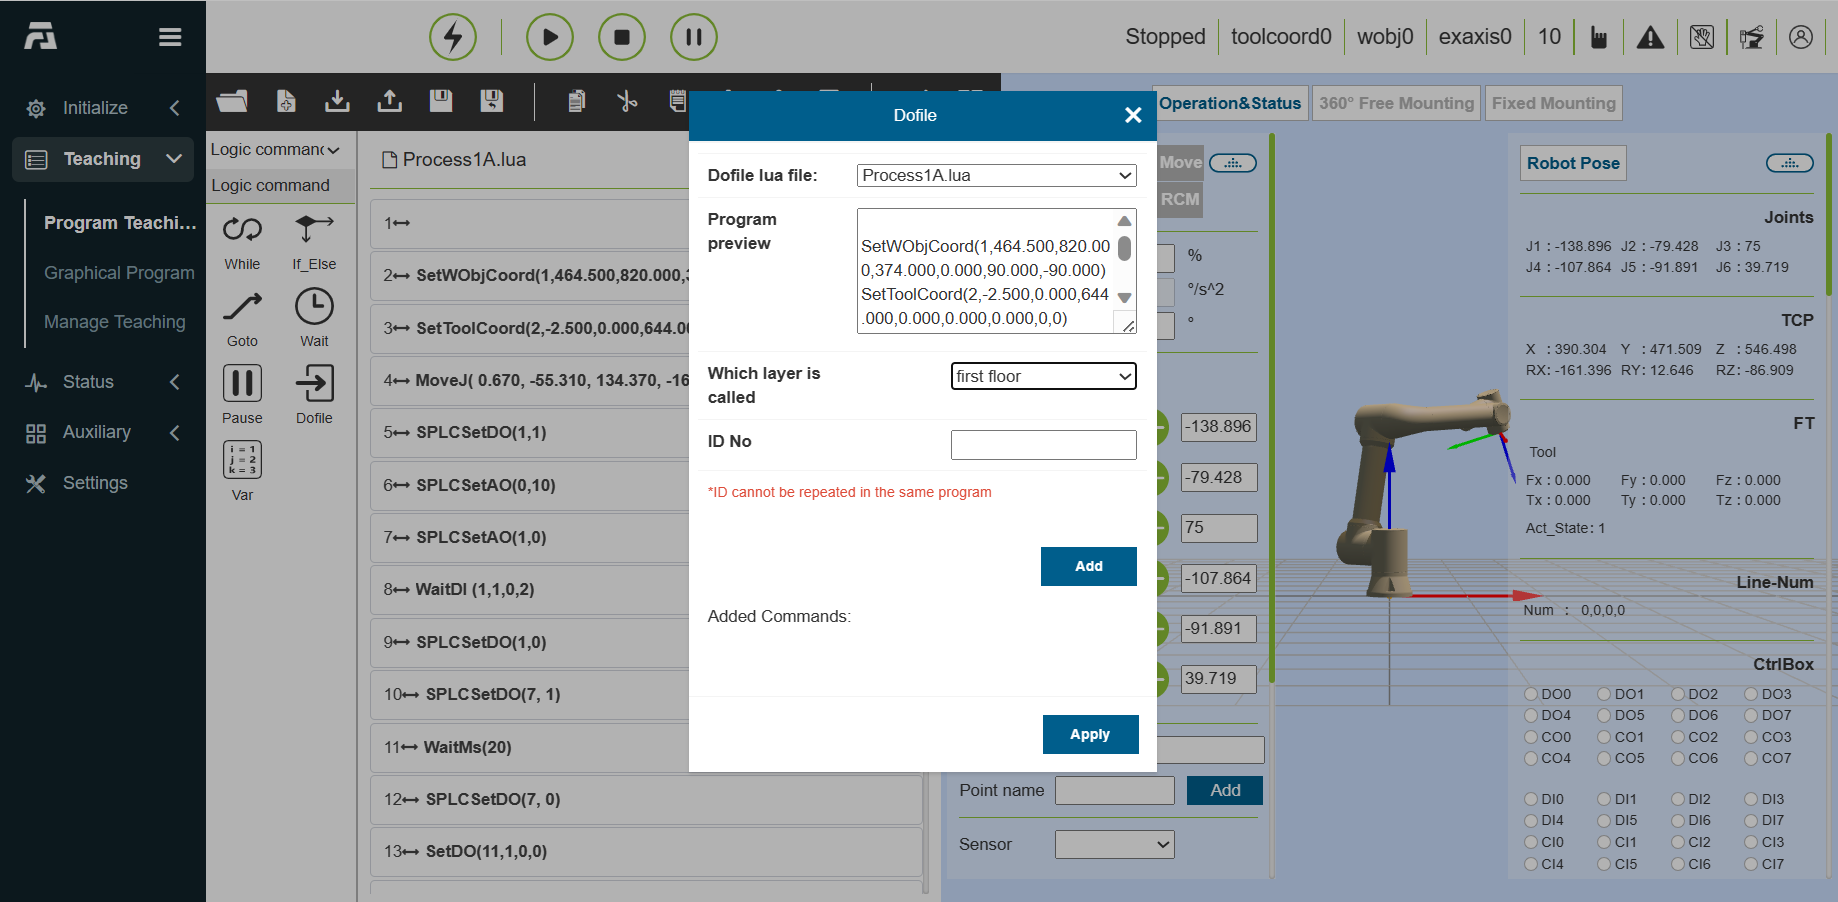 Stopped
toolcoord0
wobj0
exaxis0
10
Initialize
Teaching
Program Teachi...
Graphical Program
Manage Teaching
Status
Auxiliary
Settings
Logic command
While
If_Else
Goto
Wait
Pause
Dofile
i = 1
j = 2
k = 3
Var
Process1A.lua
1
2 SetWObjCoord(1,464.500,820.000,
3 SetToolCoord(2,-2.500,0.000,644.00
4 MoveJ( 0.670, -55.310, 134.370, -16
5 SPLCSetDO(1,1)
6 SPLCSetAO(0,10)
7 SPLCSetAO(1,0)
8 WaitDI (1,1,0,2)
9 SPLCSetDO(1,0)
10 SPLCSetDO(7, 1)
11 WaitMs(20)
12 SPLCSetDO(7, 0)
13 SetDO(11,1,0,0)
Dofile
Dofile lua file:
Process1A.lua
Program
preview
SetWObjCoord(1,464.500,820.00
0,374.000,0.000,90.000,-90.000)
SetToolCoord(2,-2.500,0.000,644
.000,0.000,0.000,0.000,0,0)
Which layer is
called
first floor
ID No
*ID cannot be repeated in the same program
Add
Added Commands:
Apply
Operation&Status
360° Free Mounting
Fixed Mounting
Move
RCM
%
°/s^2
°
-138.896
-79.428
75
-107.864
-91.891
39.719
Point name
Add
Sensor
Robot Pose
Joints
J1 : -138.896 J2 : -79.428 J3 : 75
J4 : -107.864 J5 : -91.891 J6 : 39.719
TCP
X : 390.304 Y : 471.509 Z : 546.498
RX: -161.396 RY: 12.646 RZ: -86.909
FT
Tool
Fx : 0.000 Fy : 0.000 Fz : 0.000
Tx : 0.000 Ty : 0.000 Tz : 0.000
Act_State: 1
Line-Num
Num : 0,0,0,0
CtrlBox
DO0 DO1 DO2 DO3
DO4 DO5 DO6 DO7
CO0 CO1 CO2 CO3
CO4 CO5 CO6 CO7
DI0 DI1 DI2 DI3
DI4 DI5 DI6 DI7
CI0 CI1 CI2 CI3
CI4 CI5 CI6 CI7